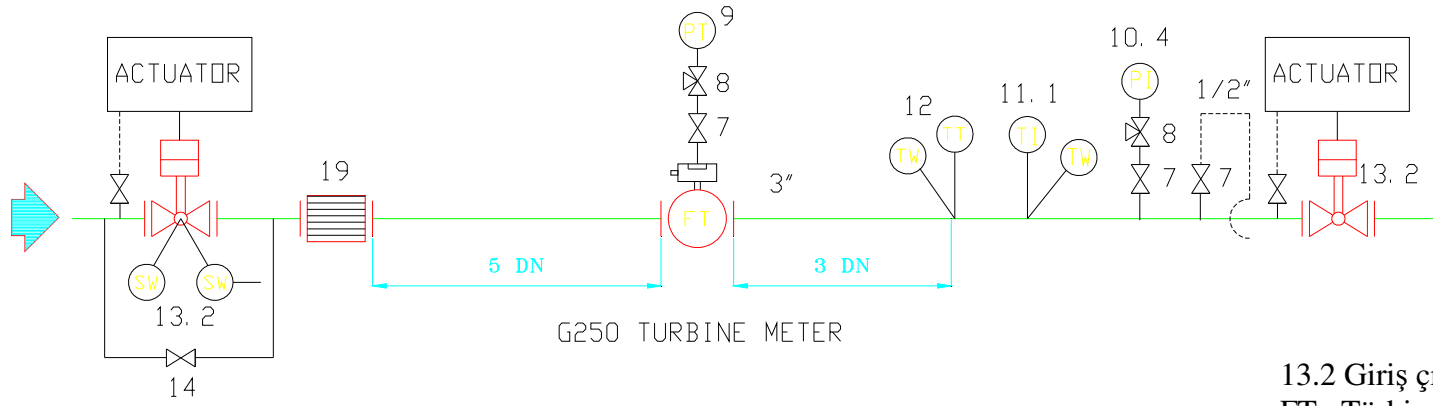 9
PT
10. 4
ACTUATOR
ACTUATOR
8
PI
1/2"
12
11. 1
7
TT
TI
8
TW
TW
19
3"
7
7
13. 2
FT
SW
SW
5 DN
3 DN
13. 2
G250 TURBINE METER
14
13.2 Giriş